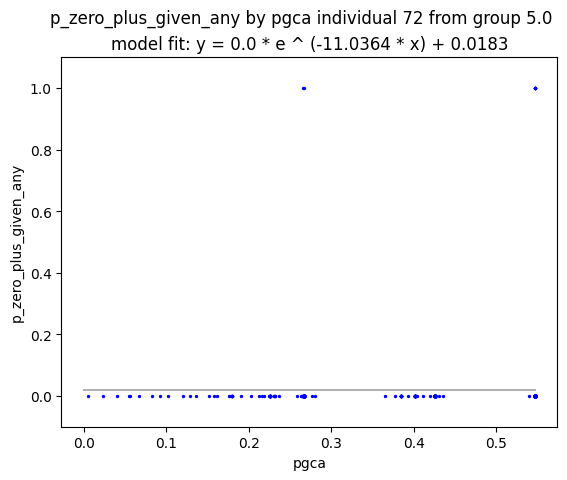 p_zero_plus_given_any by pgca individual 72 from group 5.0
model fit: y = 0.0 * e ^ (-11.0364 * x) + 0.0183
1.0
0.8
0.6
0.4
0.2
0.0
p_zero_plus_given_any
0.0 0.1 0.2 0.3 0.4 0.5
pgca